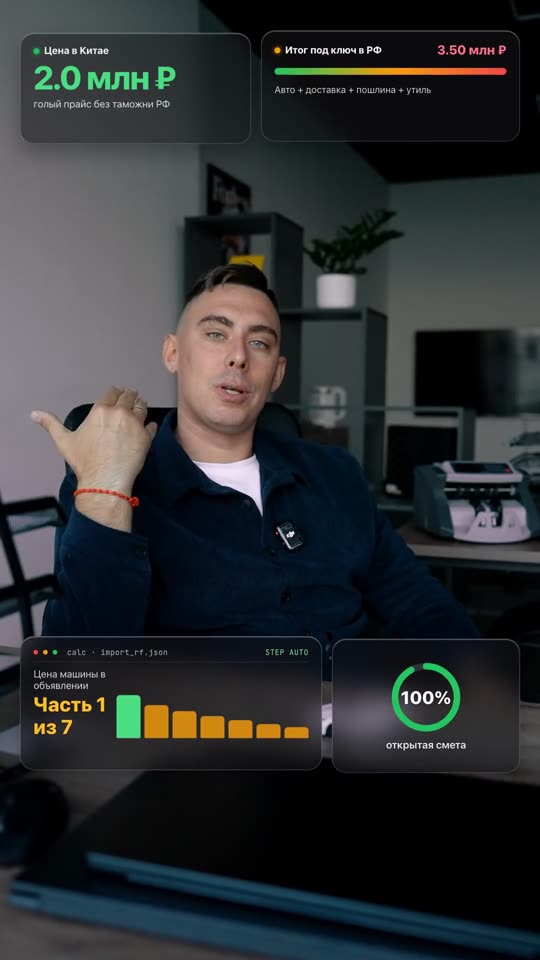 Цена в Китае
2.0 млн ₽
голый прайс без таможни РФ
Итог под ключ в РФ
3.50 млн ₽
Авто + доставка + пошлина + утиль
calc · import_rf.json
STEP AUTO
Цена машины в
объявлении
Часть 1
из 7
100%
открытая смета